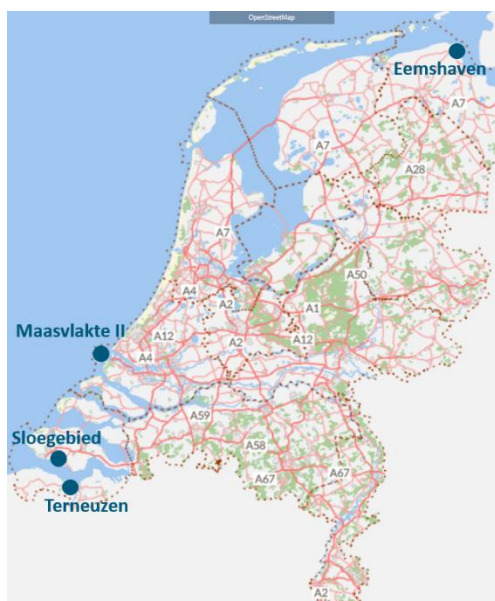 OpenStreetMap
Eemshaven
A7
A7
A28
A7
A50
A4
A2
A1
Maasvlakte II
A12
A2
A12
A4
A59
Sloegebied
A58
A67
A67
Terneuzen
A2